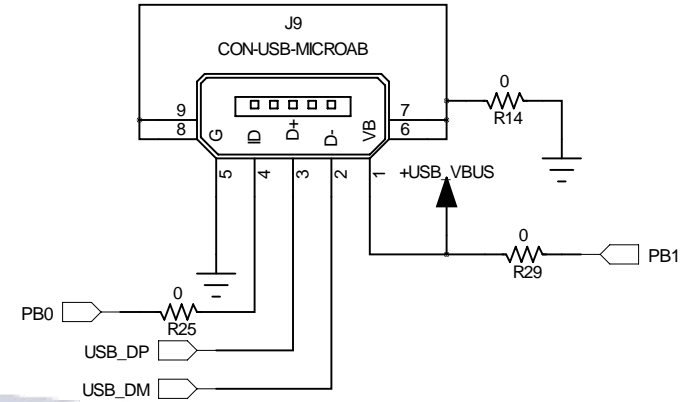 J9
CON-USB-MICROAB
0
R14
9
8
7
6
G
ID
D+
D-
VB
5
4
3
2
1
+USB_VBUS
0
R29
PB1
PB0
0
R25
USB_DP
USB_DM